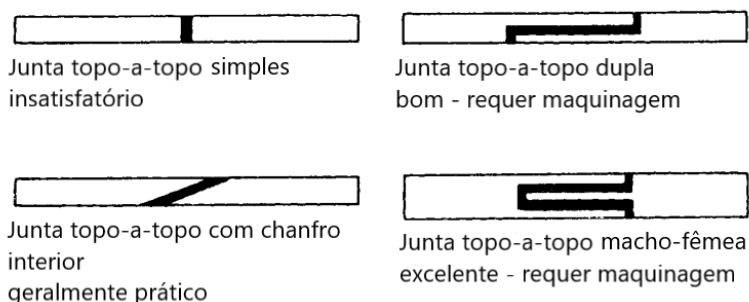 Junta topo-a-topo simples
insatisfatório
Junta topo-a-topo dupla
bom - requer maquinagem
Junta topo-a-topo com chanfro
interior
geralmente prático
Junta topo-a-topo macho-fêmea
excelente - requer maquinagem